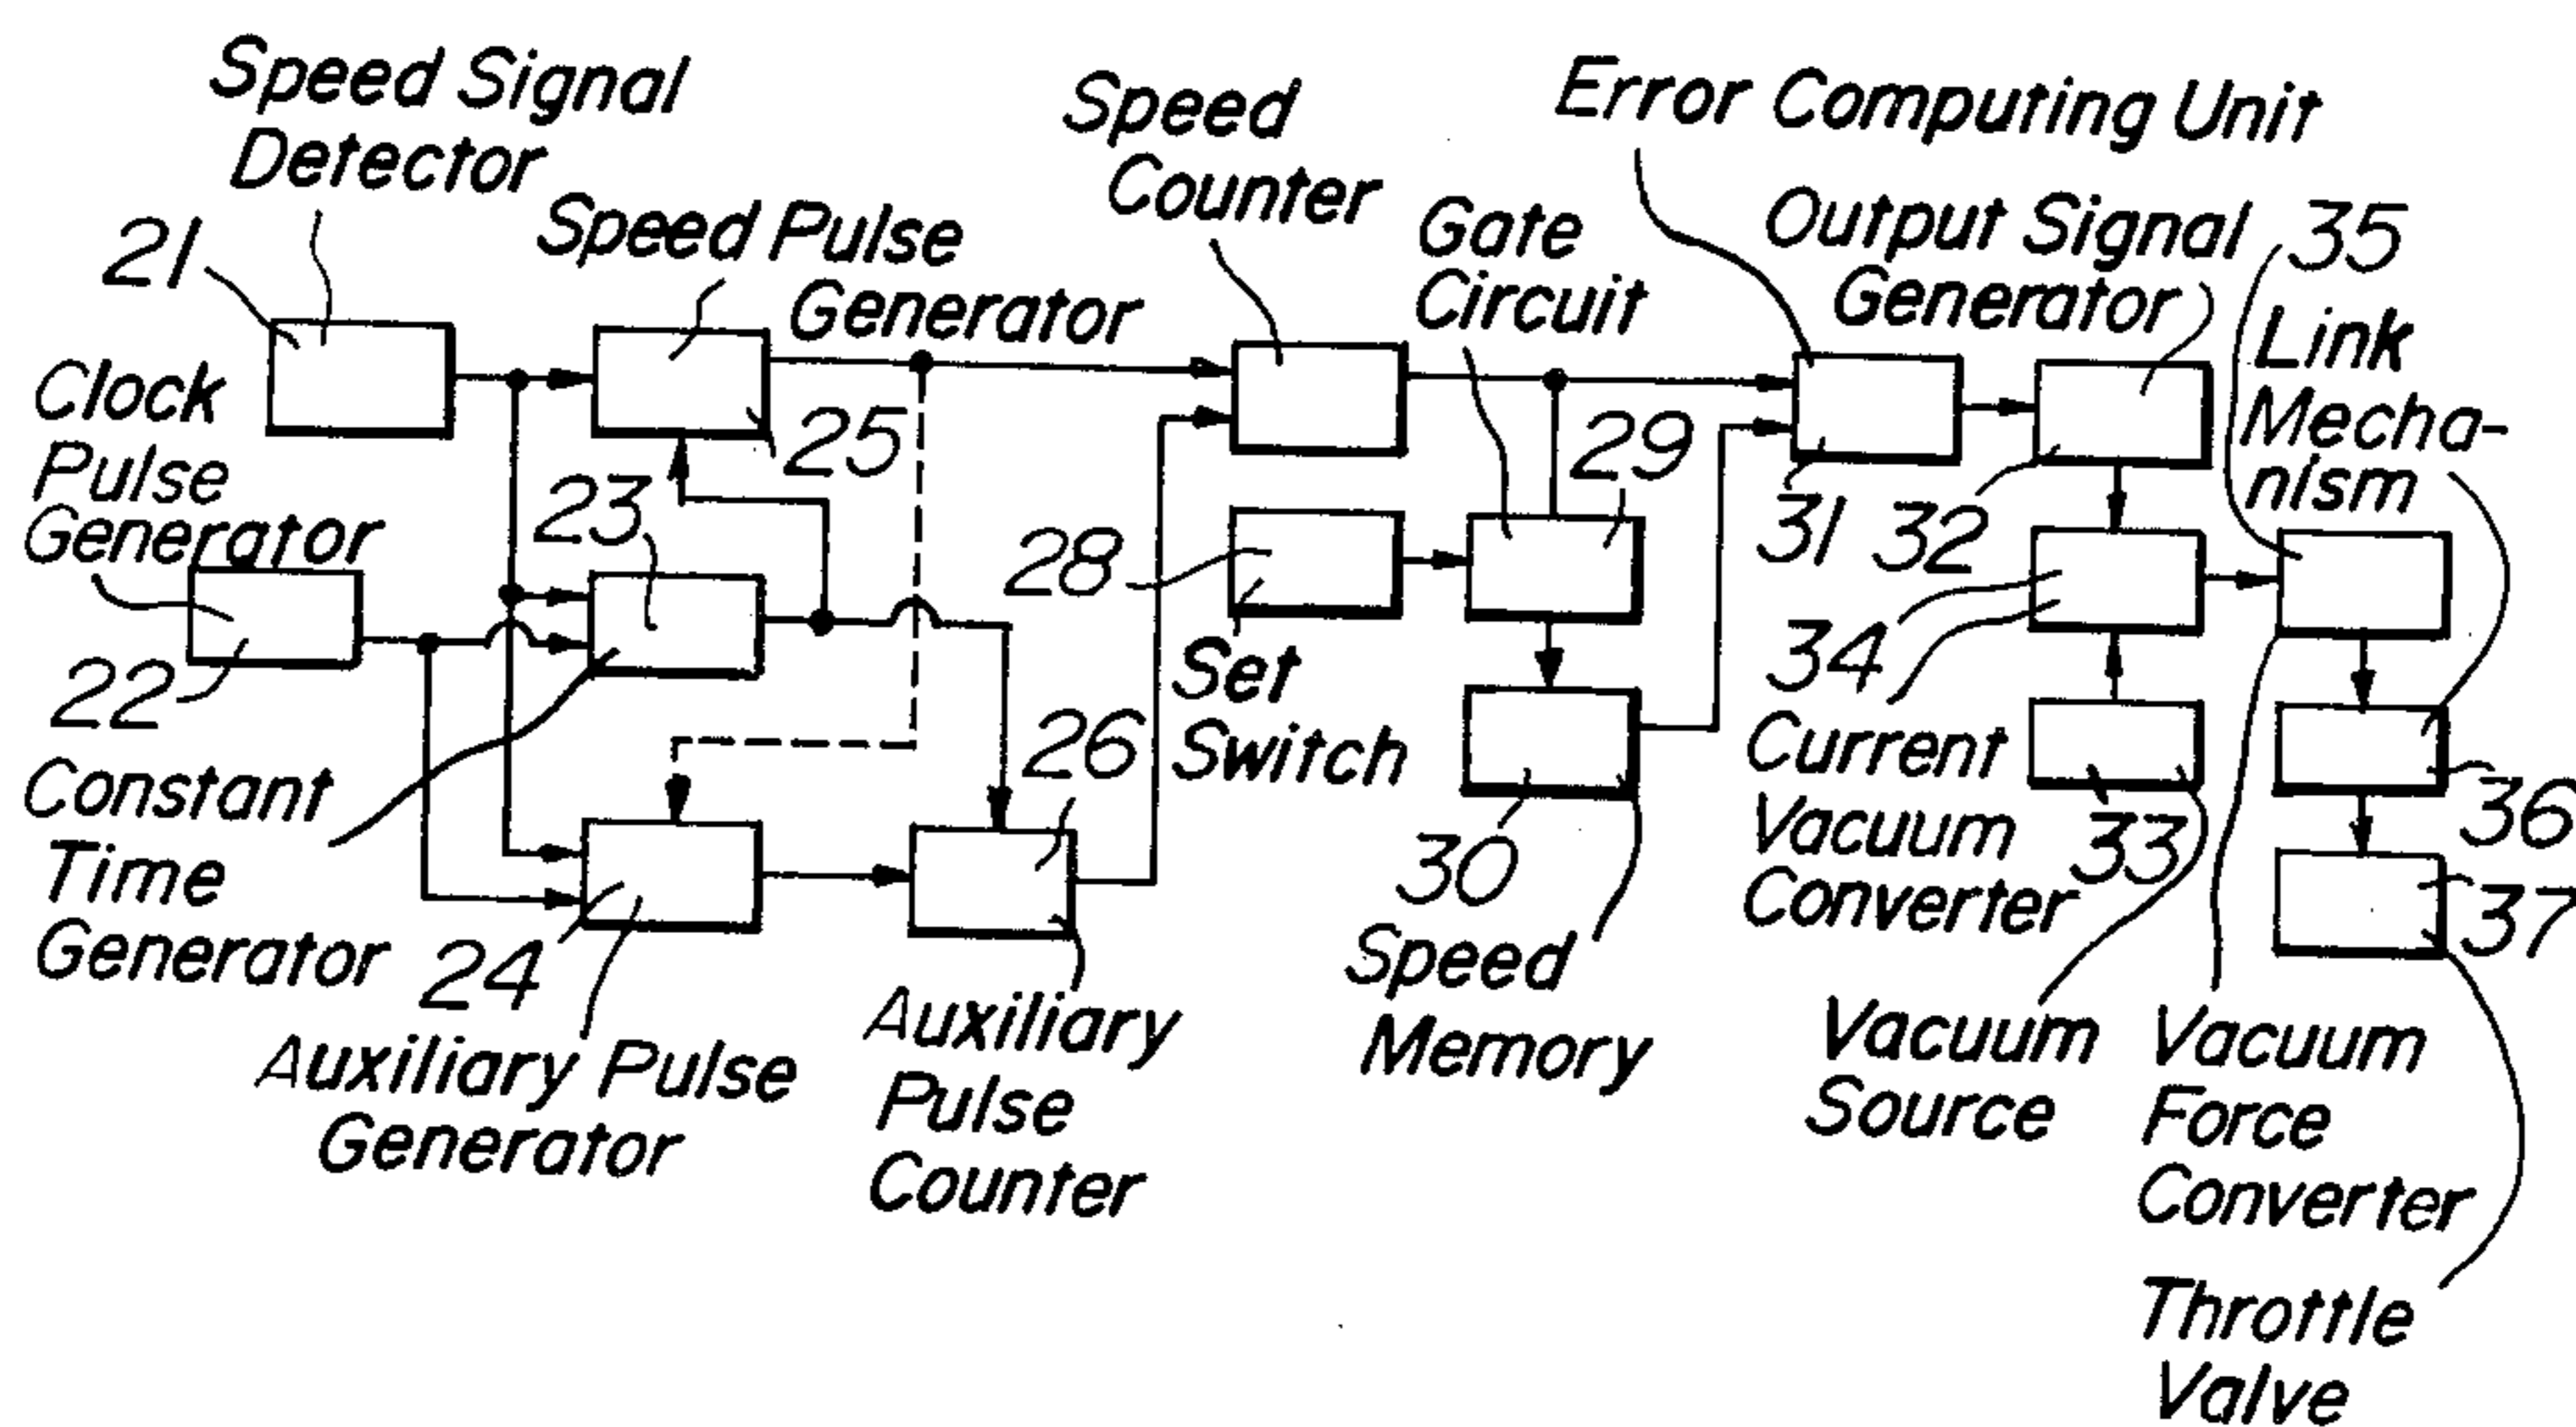 Speed Signal
Detector
21
Speed Pulse
Generator
25
Clock
Pulse
Generator
22
23
Constant
Time
Generator
24
Auxiliary Pulse
Generator
26
Auxiliary
Pulse
Counter
Speed
Counter
Gate
Circuit
29
28
Set
Switch
30
Speed
Memory
Error Computing Unit
31
Output Signal
Generator
32
34
Current
Vacuum
Converter
33
Vacuum
Source
35
Link
Mecha-
nism
36
37
Vacuum
Force
Converter
Throttle
Valve